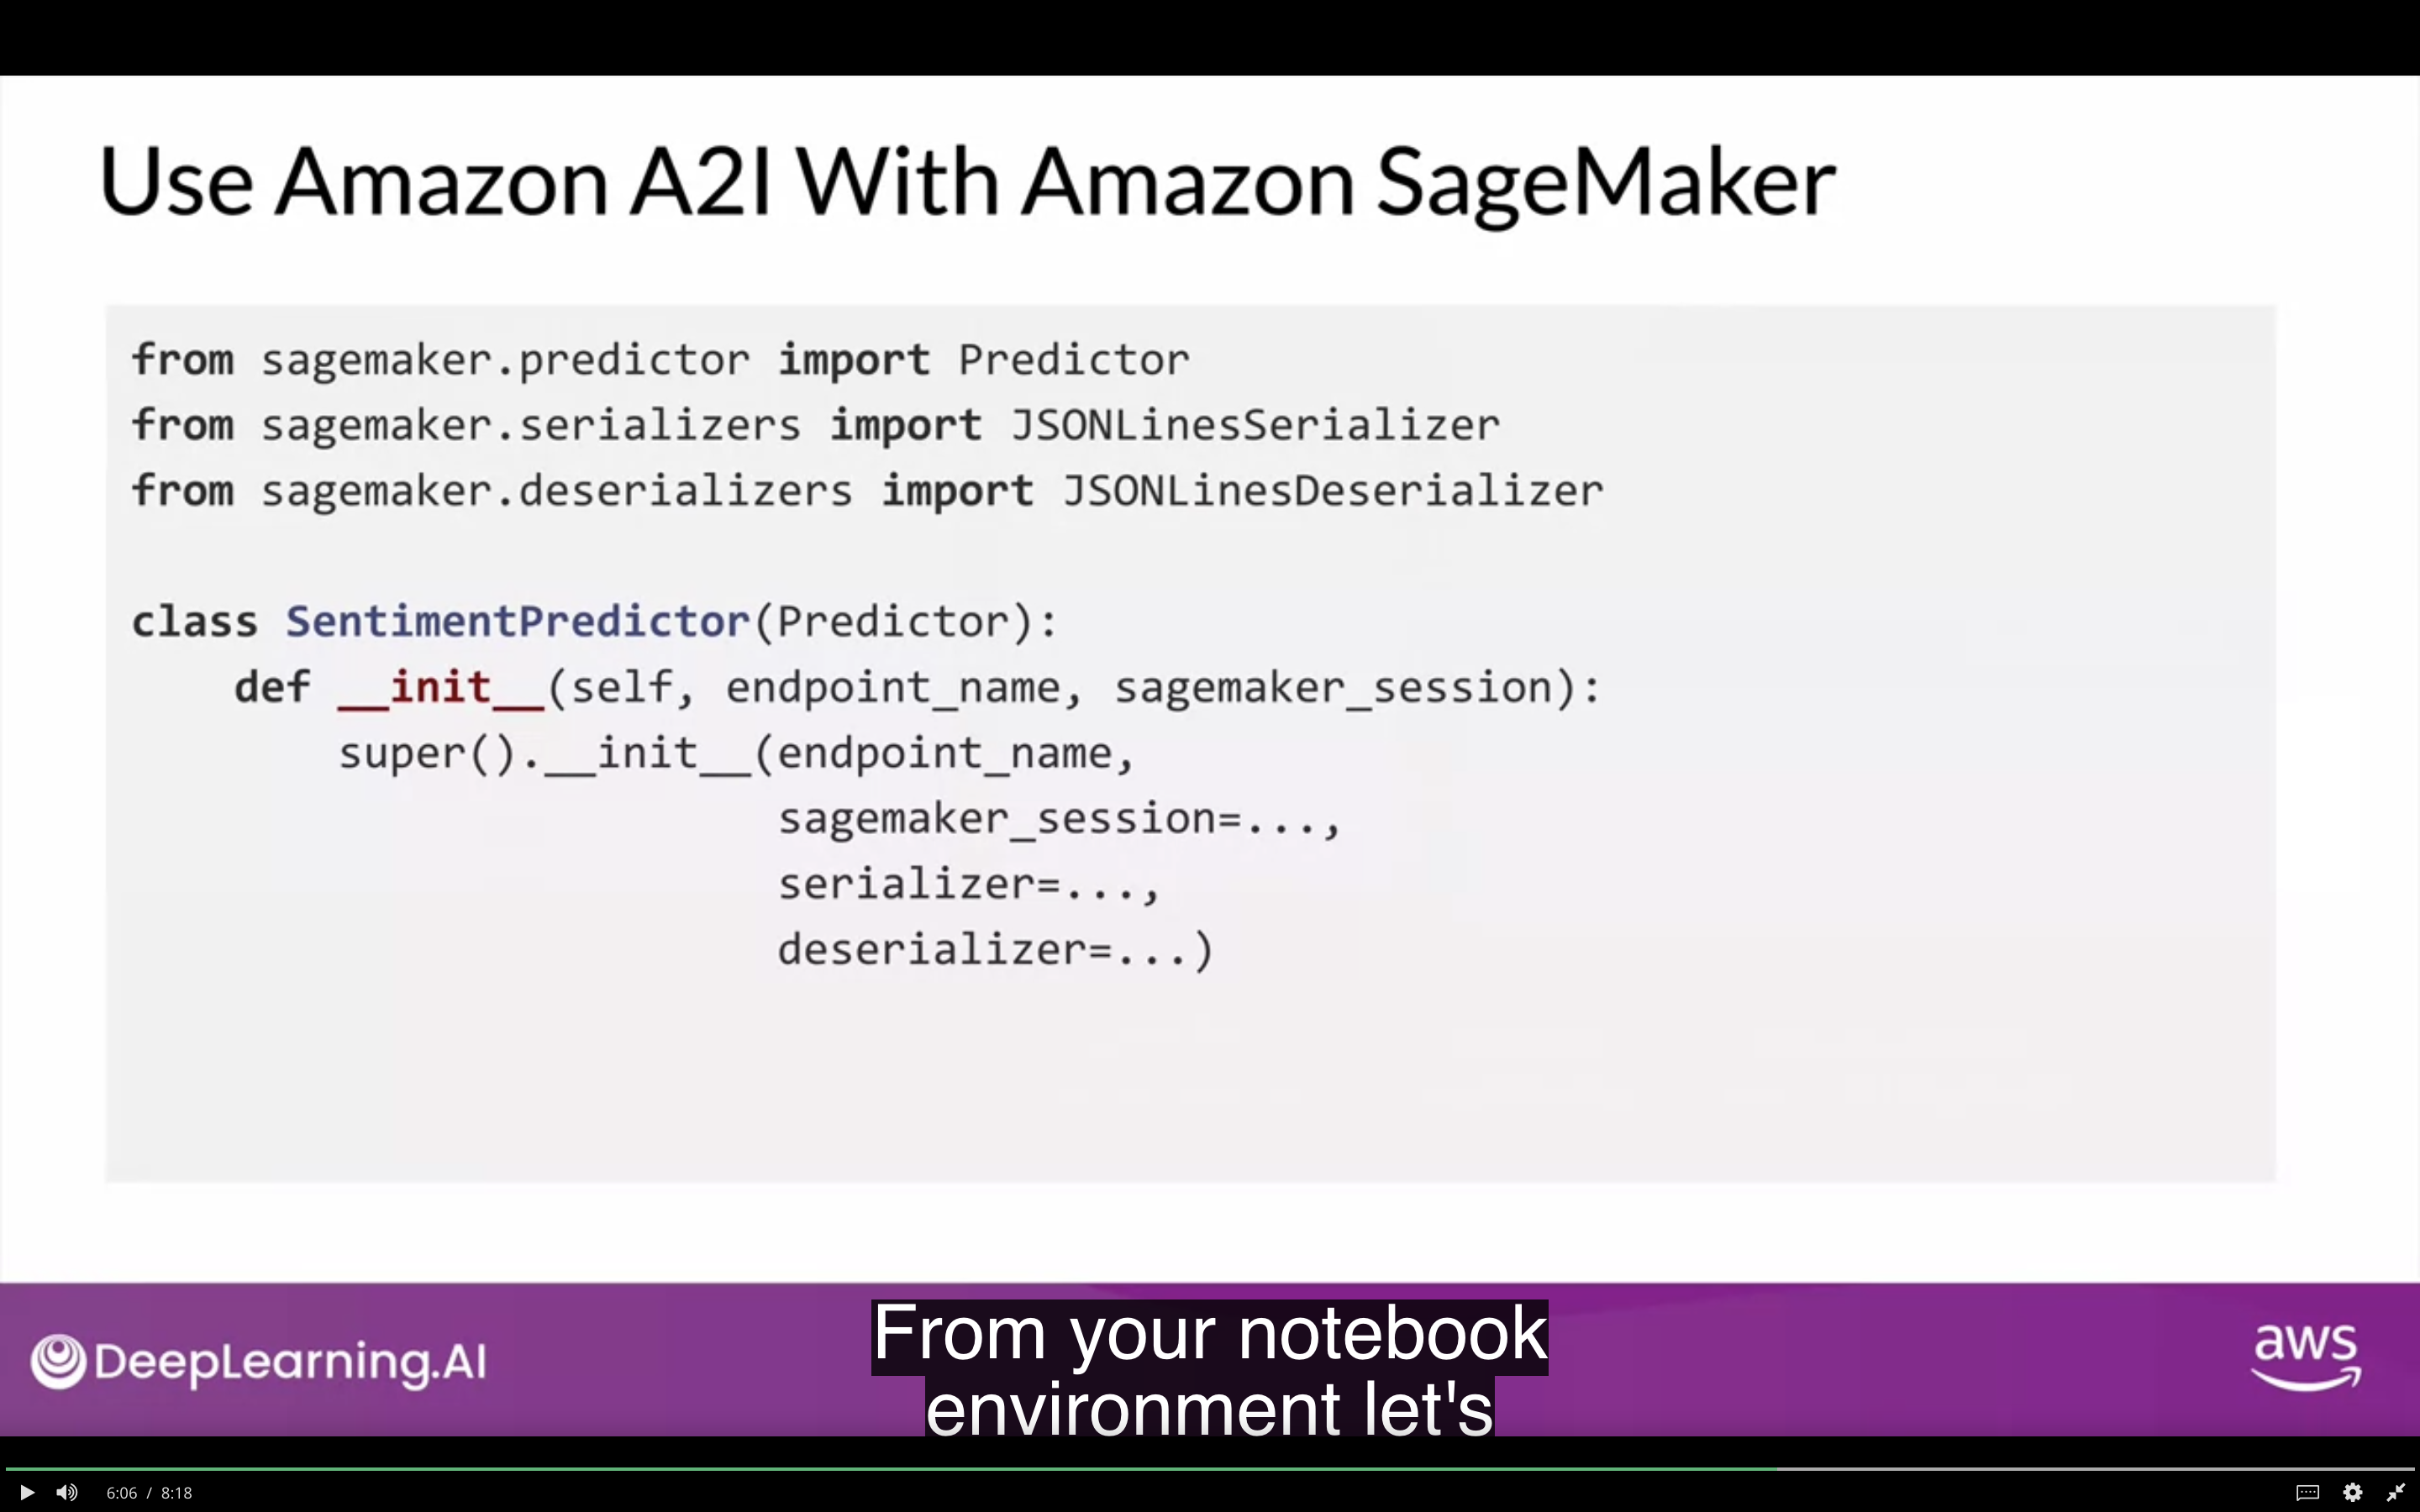 Use Amazon A2I With Amazon SageMaker
from sagemaker.predictor import Predictor
from sagemaker.serializers import JSONLinesSerializer
from sagemaker.deserializers import JSONLinesDeserializer
class SentimentPredictor(Predictor):
    def __init__(self, endpoint_name, sagemaker_session):
        super().__init__(endpoint_name,
                         sagemaker_session=...,
                         serializer=...,
                         deserializer=...)
DeepLearning.AI
From your notebook
environment let's
aws
6:06 / 8:18